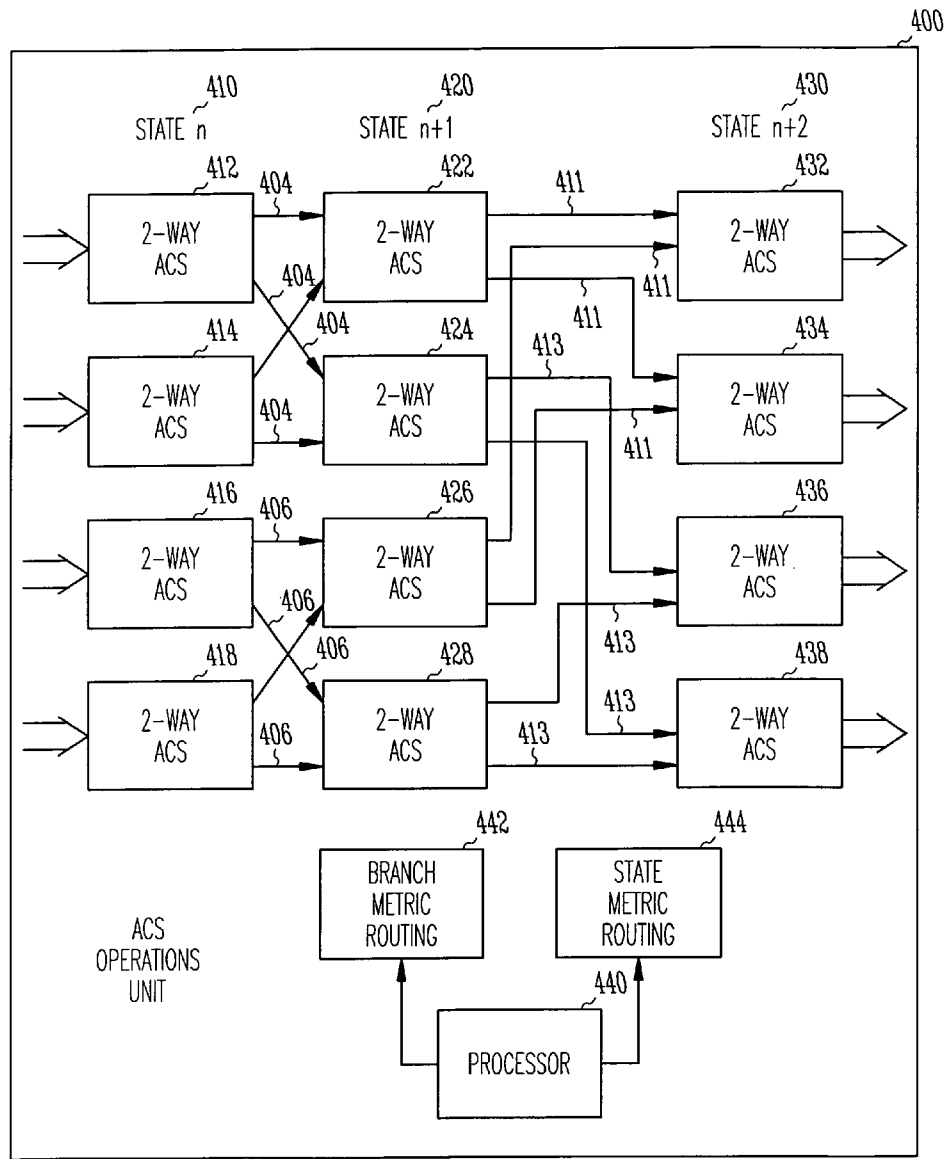 400
410
420
430
STATE n
STATE n+1
STATE n+2
412
404
422
411
432
2-WAY
ACS
2-WAY
ACS
2-WAY
ACS
404
411
411
414
404
424
413
434
2-WAY
ACS
404
2-WAY
ACS
411
2-WAY
ACS
416
406
426
436
2-WAY
ACS
2-WAY
ACS
2-WAY
ACS
406
413
418
406
428
413
438
2-WAY
ACS
406
2-WAY
ACS
413
2-WAY
ACS
442
444
BRANCH
METRIC
ROUTING
STATE
METRIC
ROUTING
ACS
OPERATIONS
UNIT
440
PROCESSOR